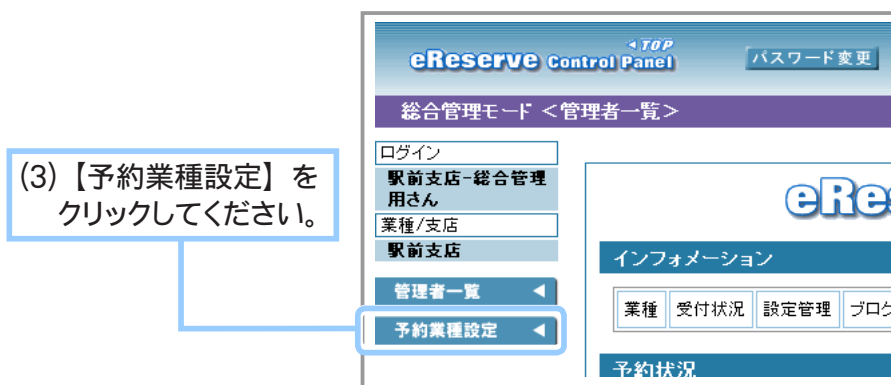 (3)【予約業種設定】を
クリックしてください。
◂TOP
eReserve Control Panel
パスワード変更
総合管理モード <管理者一覧>
ログイン
駅前支店-総合管理
用さん
業種/支店
駅前支店
管理者一覧 ◀
予約業種設定 ◀
eRe
インフォメーション
業種 受付状況 設定管理 ブログ
予約状況